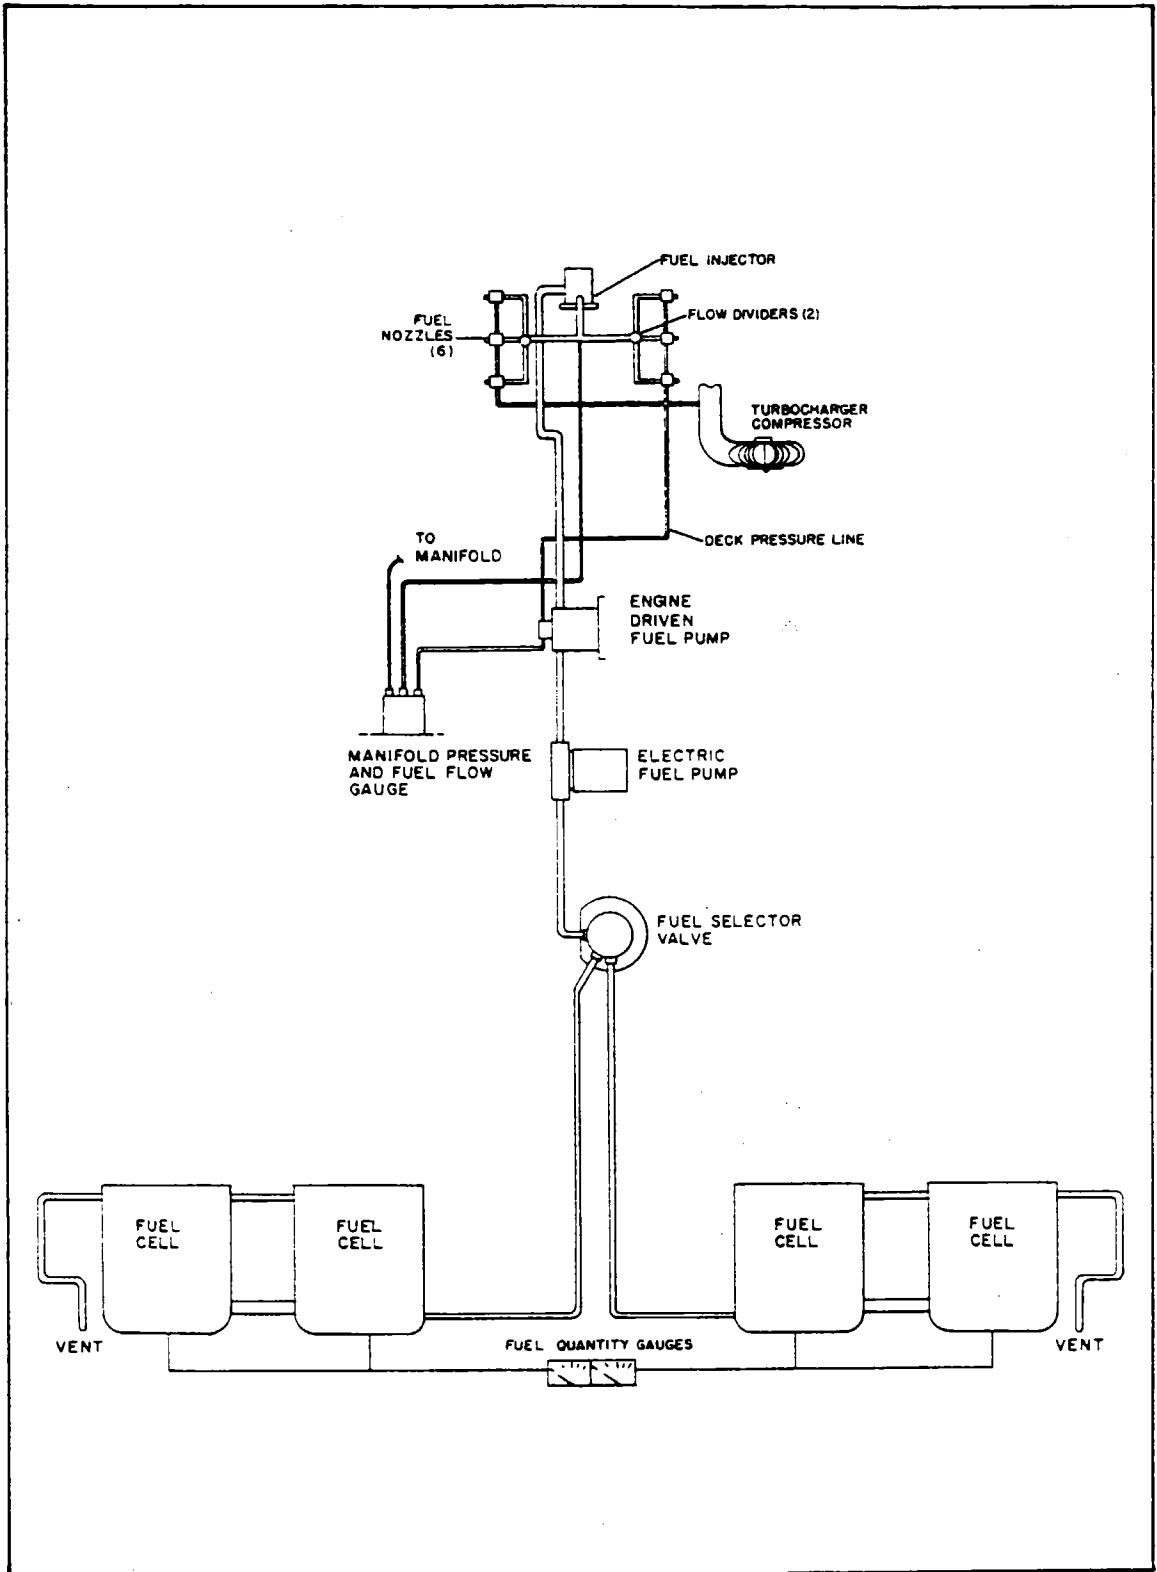 FUEL INJECTOR
FUEL
NOZZLES
(6)
FLOW DIVIDERS (2)
TURBOCHARGER
COMPRESSOR
TO
MANIFOLD
DECK PRESSURE LINE
ENGINE
DRIVEN
FUEL PUMP
MANIFOLD PRESSURE
AND FUEL FLOW
GAUGE
ELECTRIC
FUEL PUMP
FUEL SELECTOR
VALVE
FUEL
CELL
FUEL
CELL
FUEL
CELL
FUEL
CELL
VENT
FUEL QUANTITY GAUGES
VENT